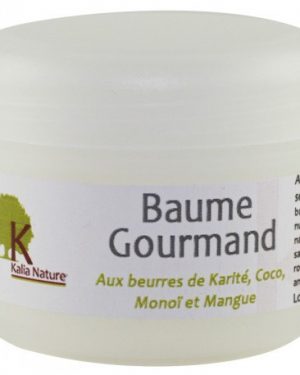 K
Kalia Nature®
Baume
Gourmand
Aux beurres de Karité, Coco,
Monoï et Mangue